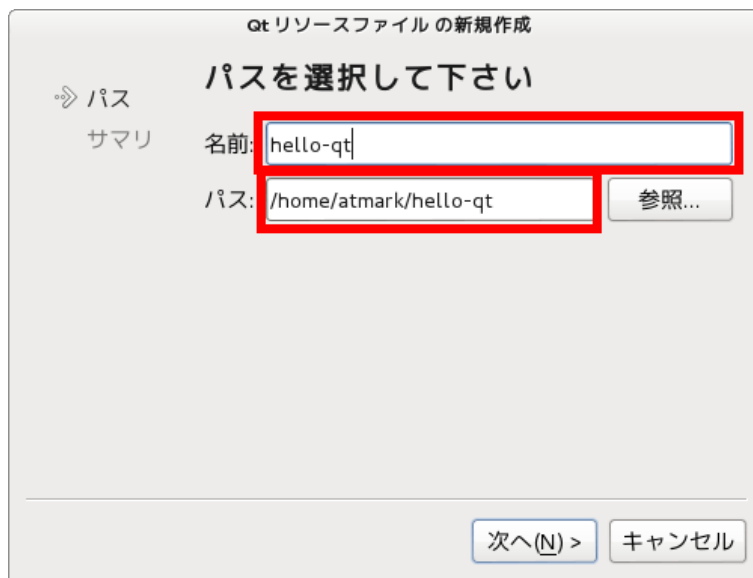 Qt リソースファイル の新規作成
パスを選択して下さい
パス
サマリ
名前: hello-qt
パス: /home/atmark/hello-qt 参照...
次へ(N) > キャンセル